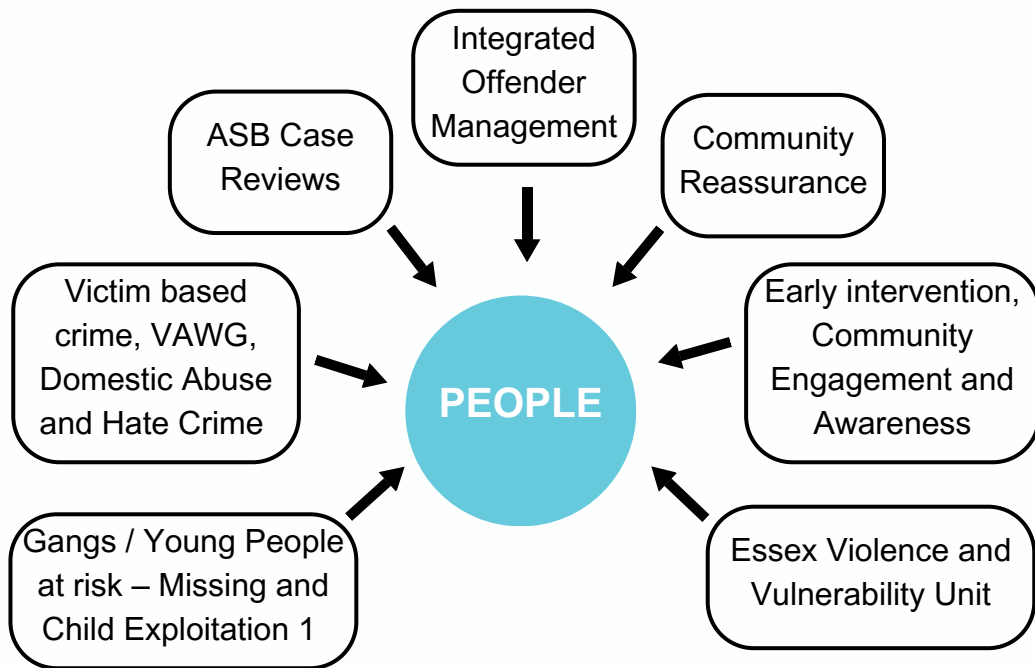 Integrated
Offender
Management
ASB Case
Reviews
Community
Reassurance
Victim based
crime, VAWG,
Domestic Abuse
and Hate Crime
Early intervention,
Community
Engagement and
Awareness
PEOPLE
Gangs / Young People
at risk – Missing and
Child Exploitation 1
Essex Violence and
Vulnerability Unit